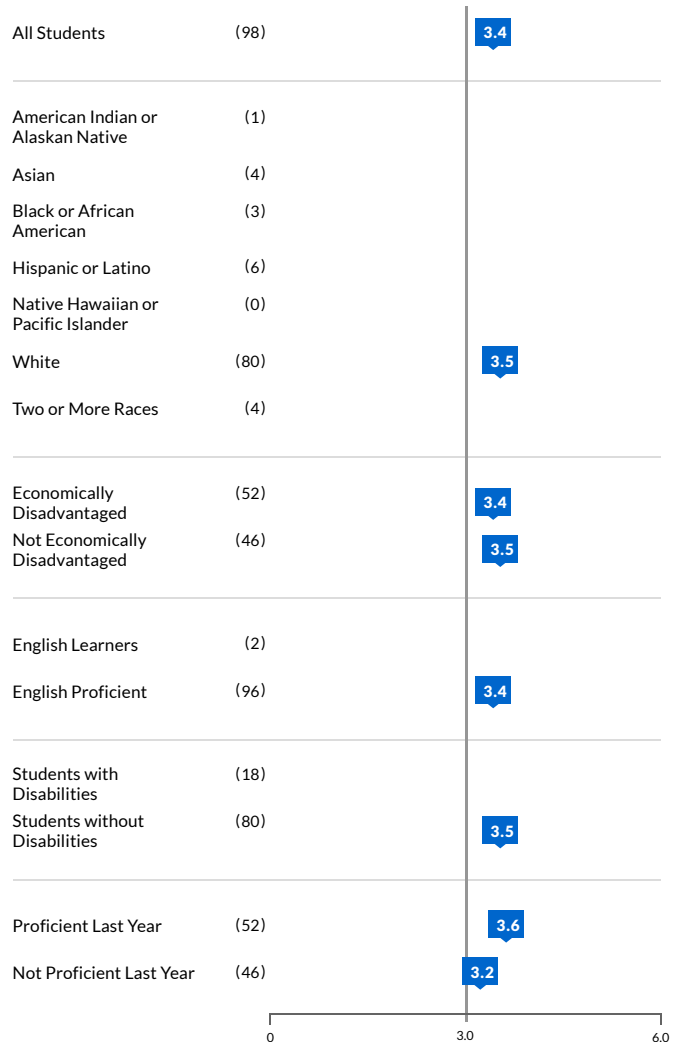 All Students (98) 3.4
American Indian or (1)
Alaskan Native
Asian (4)
Black or African (3)
American
Hispanic or Latino (6)
Native Hawaiian or (0)
Pacific Islander
White (80) 3.5
Two or More Races (4)
Economically (52) 3.4
Disadvantaged
Not Economically (46) 3.5
Disadvantaged
English Learners (2)
English Proficient (96) 3.4
Students with (18)
Disabilities
Students without (80) 3.5
Disabilities
Proficient Last Year (52) 3.6
Not Proficient Last Year (46) 3.2
0 3.0 6.0